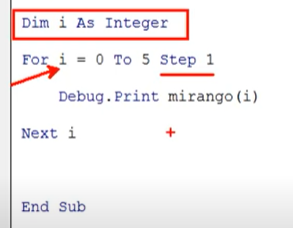 Dim i As Integer
For i = 0 To 5 Step 1
Debug.Print mirango(i)
Next i
End Sub